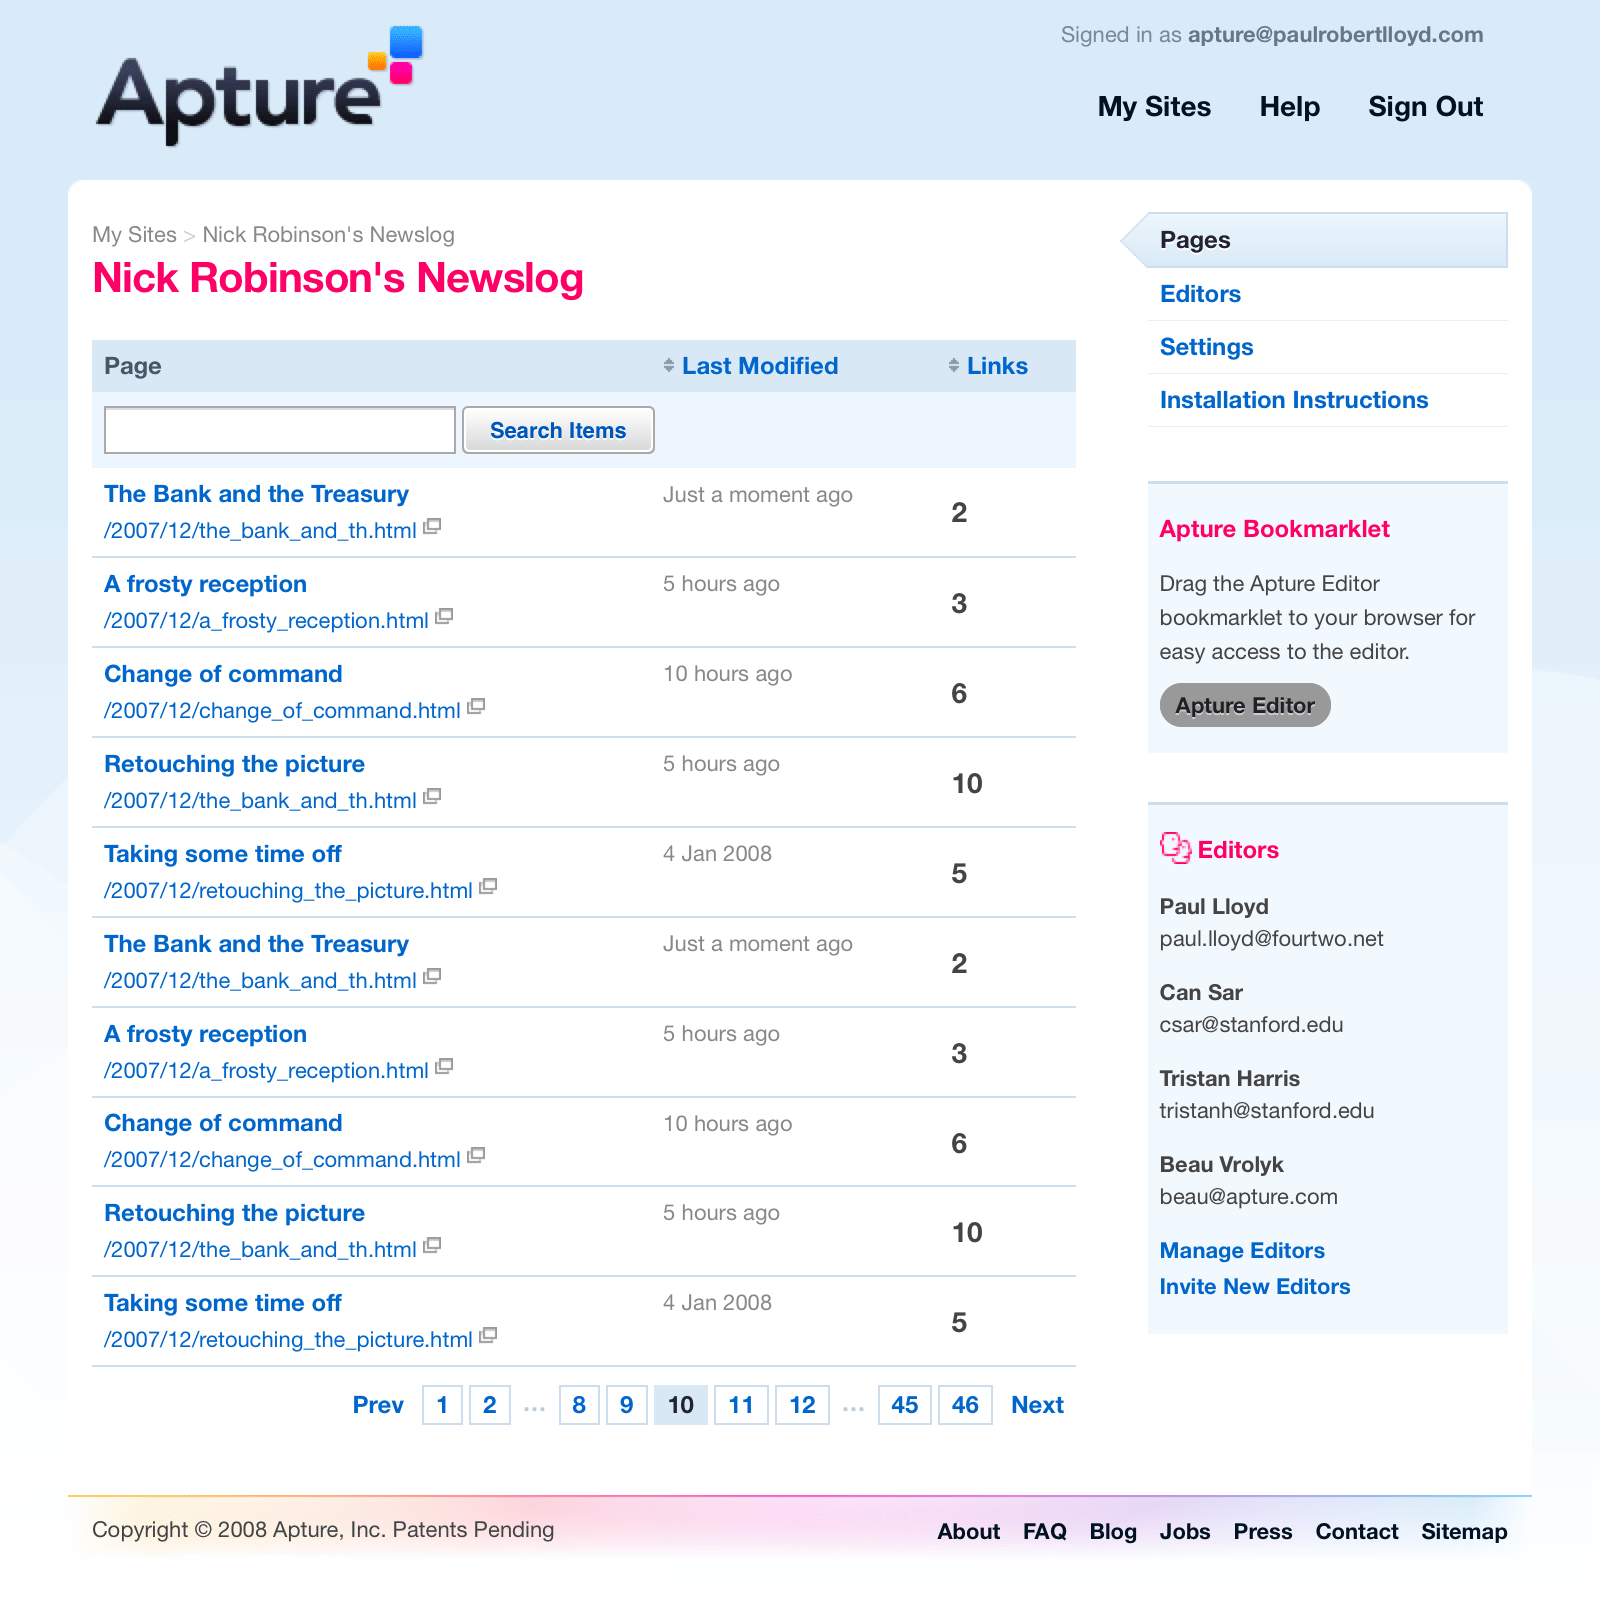 Apture
Signed in as apture@paulrobertlloyd.com
My Sites Help Sign Out
My Sites > Nick Robinson's Newslog
Nick Robinson's Newslog
Page Last Modified Links
Search Items
The Bank and the Treasury Just a moment ago 2
/2007/12/the_bank_and_th.html
A frosty reception 5 hours ago 3
/2007/12/a_frosty_reception.html
Change of command 10 hours ago 6
/2007/12/change_of_command.html
Retouching the picture 5 hours ago 10
/2007/12/the_bank_and_th.html
Taking some time off 4 Jan 2008 5
/2007/12/retouching_the_picture.html
The Bank and the Treasury Just a moment ago 2
/2007/12/the_bank_and_th.html
A frosty reception 5 hours ago 3
/2007/12/a_frosty_reception.html
Change of command 10 hours ago 6
/2007/12/change_of_command.html
Retouching the picture 5 hours ago 10
/2007/12/the_bank_and_th.html
Taking some time off 4 Jan 2008 5
/2007/12/retouching_the_picture.html
Prev 1 2 ... 8 9 10 11 12 ... 45 46 Next
Pages
Editors
Settings
Installation Instructions
Apture Bookmarklet
Drag the Apture Editor
bookmarklet to your browser for
easy access to the editor.
Apture Editor
Editors
Paul Lloyd
paul.lloyd@fourtwo.net
Can Sar
csar@stanford.edu
Tristan Harris
tristanh@stanford.edu
Beau Vrolyk
beau@apture.com
Manage Editors
Invite New Editors
Copyright © 2008 Apture, Inc. Patents Pending
About FAQ Blog Jobs Press Contact Sitemap